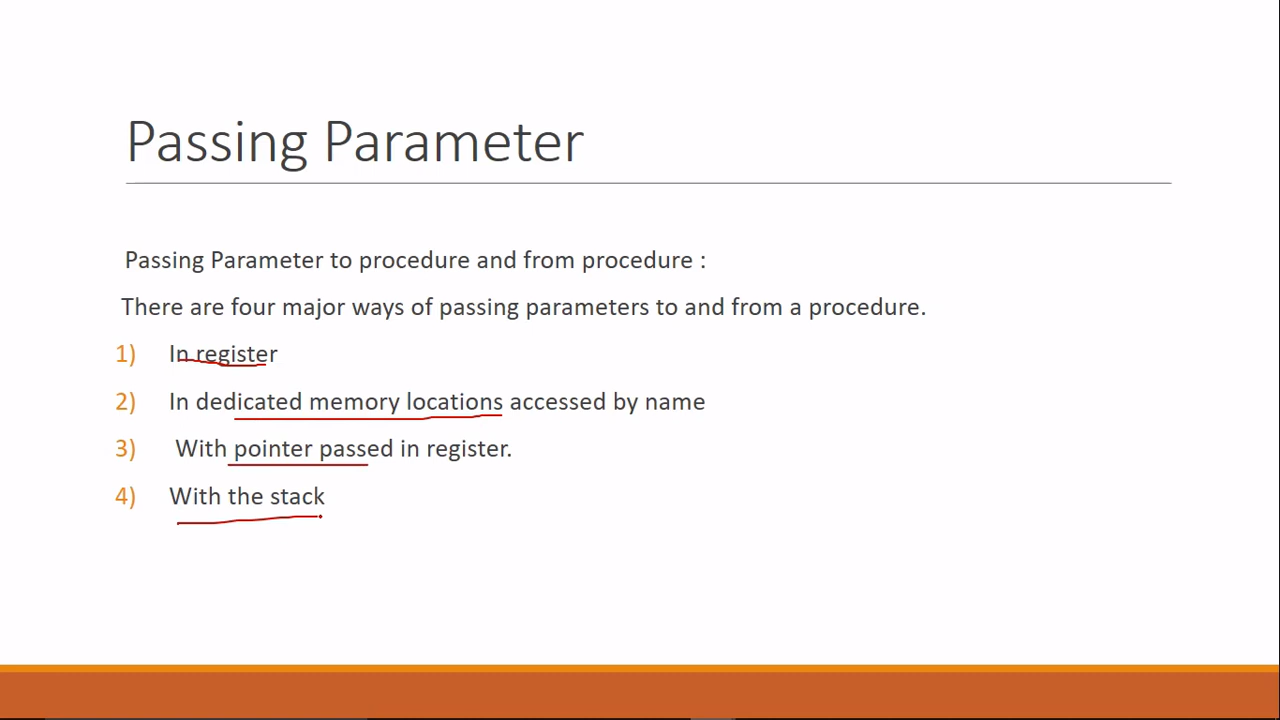 Passing Parameter
Passing Parameter to procedure and from procedure :
There are four major ways of passing parameters to and from a procedure.
1) In register
2) In dedicated memory locations accessed by name
3) With pointer passed in register.
4) With the stack